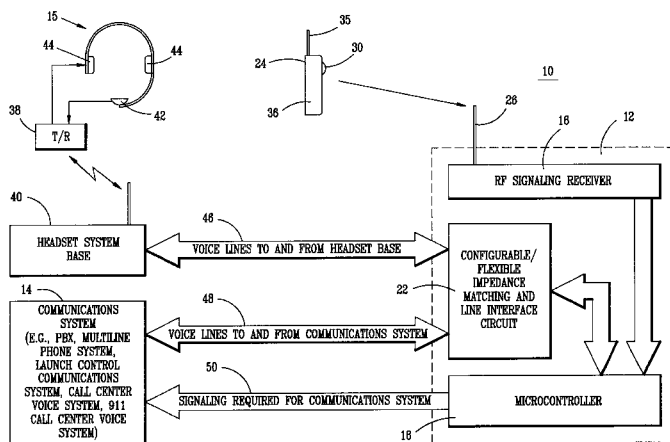 15
44
44
42
38
T/R
35
24
30
36
10
26
16
12
RF SIGNALING RECEIVER
40
HEADSET SYSTEM
BASE
46
VOICE LINES TO AND FROM HEADSET BASE
CONFIGURABLE/
FLEXIBLE
IMPEDANCE
MATCHING AND
LINE INTERFACE
CIRCUIT
22
14
COMMUNICATIONS
SYSTEM
(E.G., PBX, MULTILINE
PHONE SYSTEM,
LAUNCH CONTROL
COMMUNICATIONS
SYSTEM, CALL CENTER
VOICE SYSTEM, 911
CALL CENTER VOICE
SYSTEM)
48
VOICE LINES TO AND FROM COMMUNICATIONS SYSTEM
50
SIGNALING REQUIRED FOR COMMUNICATIONS SYSTEM
MICROCONTROLLER
18